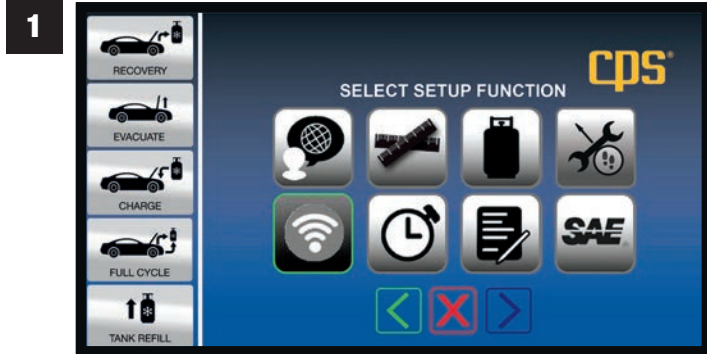 1
RECOVERY
EVACUATE
CHARGE
FULL CYCLE
TANK REFILL
cps®
SELECT SETUP FUNCTION
SAE